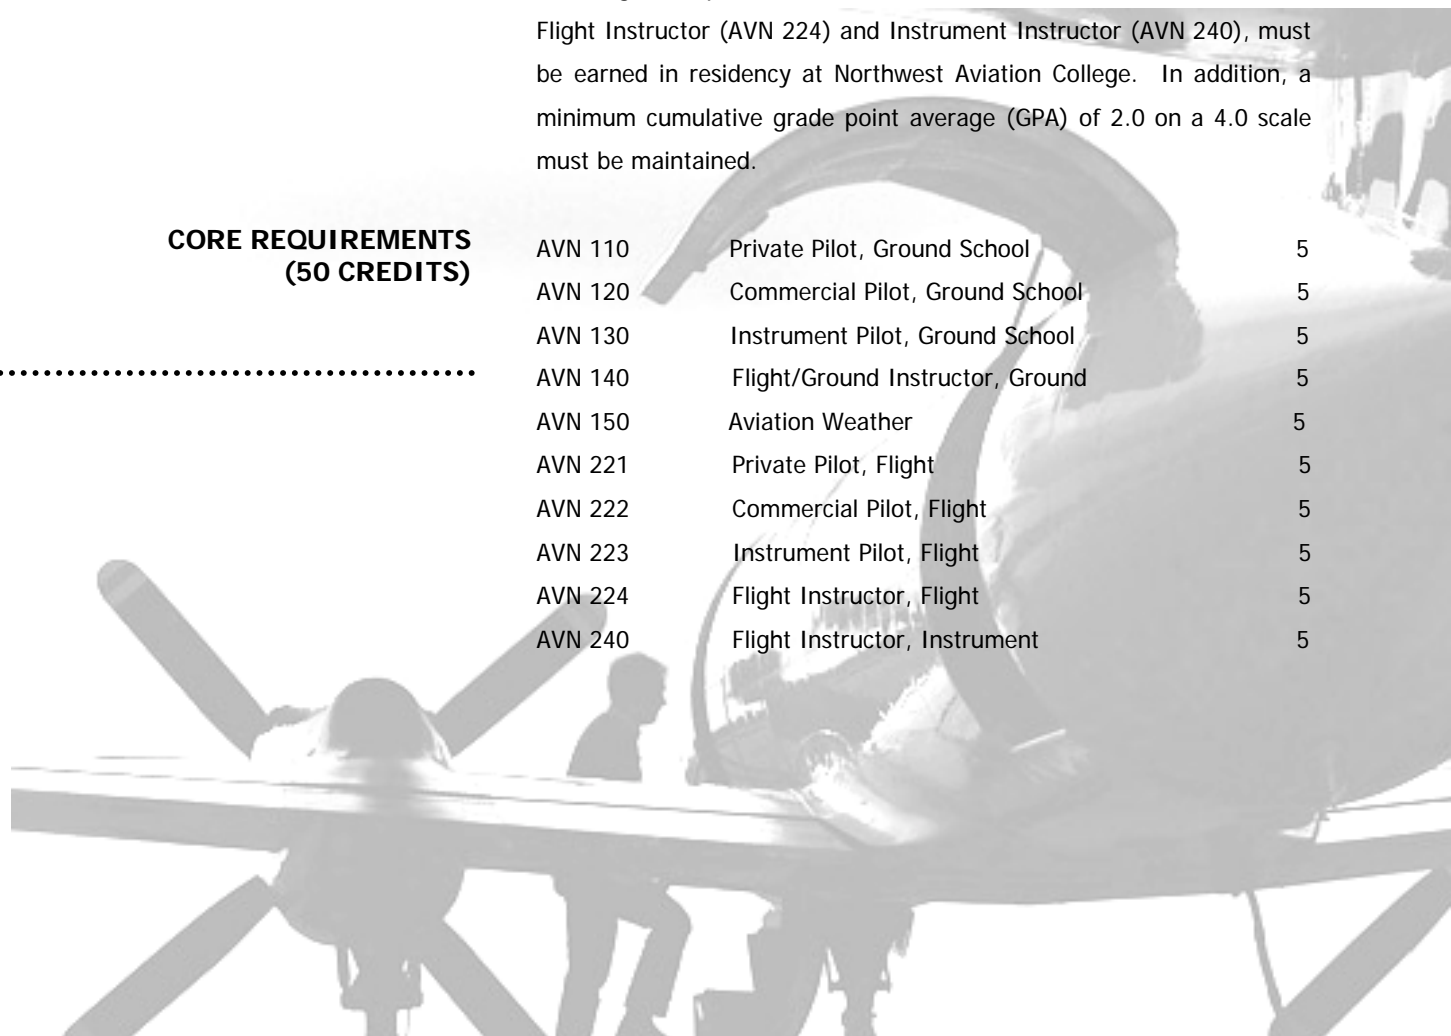 Flight Instructor (AVN 224) and Instrument Instructor (AVN 240), must
be earned in residency at Northwest Aviation College. In addition, a
minimum cumulative grade point average (GPA) of 2.0 on a 4.0 scale
must be maintained.
CORE REQUIREMENTS
(50 CREDITS)
AVN 110 Private Pilot, Ground School 5
AVN 120 Commercial Pilot, Ground School 5
AVN 130 Instrument Pilot, Ground School 5
AVN 140 Flight/Ground Instructor, Ground 5
AVN 150 Aviation Weather 5
AVN 221 Private Pilot, Flight 5
AVN 222 Commercial Pilot, Flight 5
AVN 223 Instrument Pilot, Flight 5
AVN 224 Flight Instructor, Flight 5
AVN 240 Flight Instructor, Instrument 5